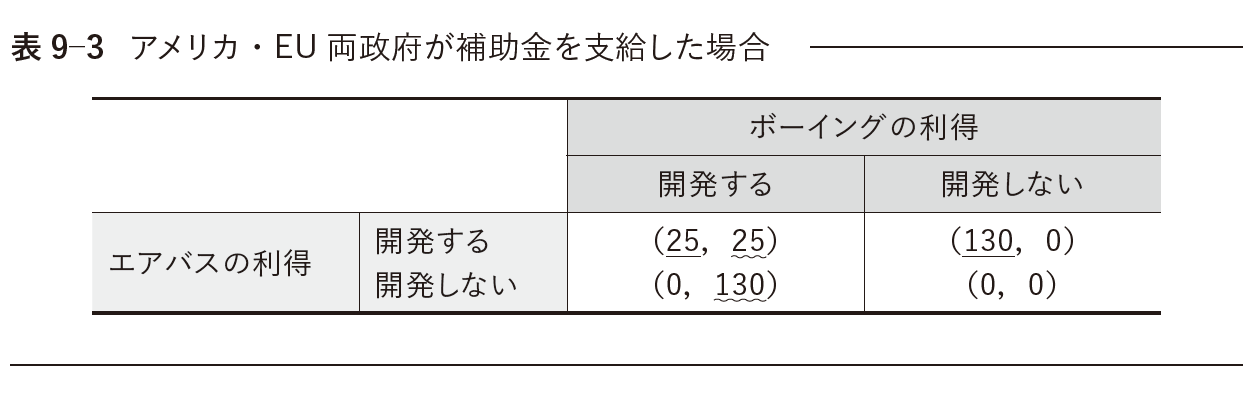 表 9-3 アメリカ・EU 両政府が補助金を支給した場合
ボーイングの利得
開発する 開発しない
エアバスの利得
開発する (25, 25) (130, 0)
開発しない (0, 130) (0, 0)